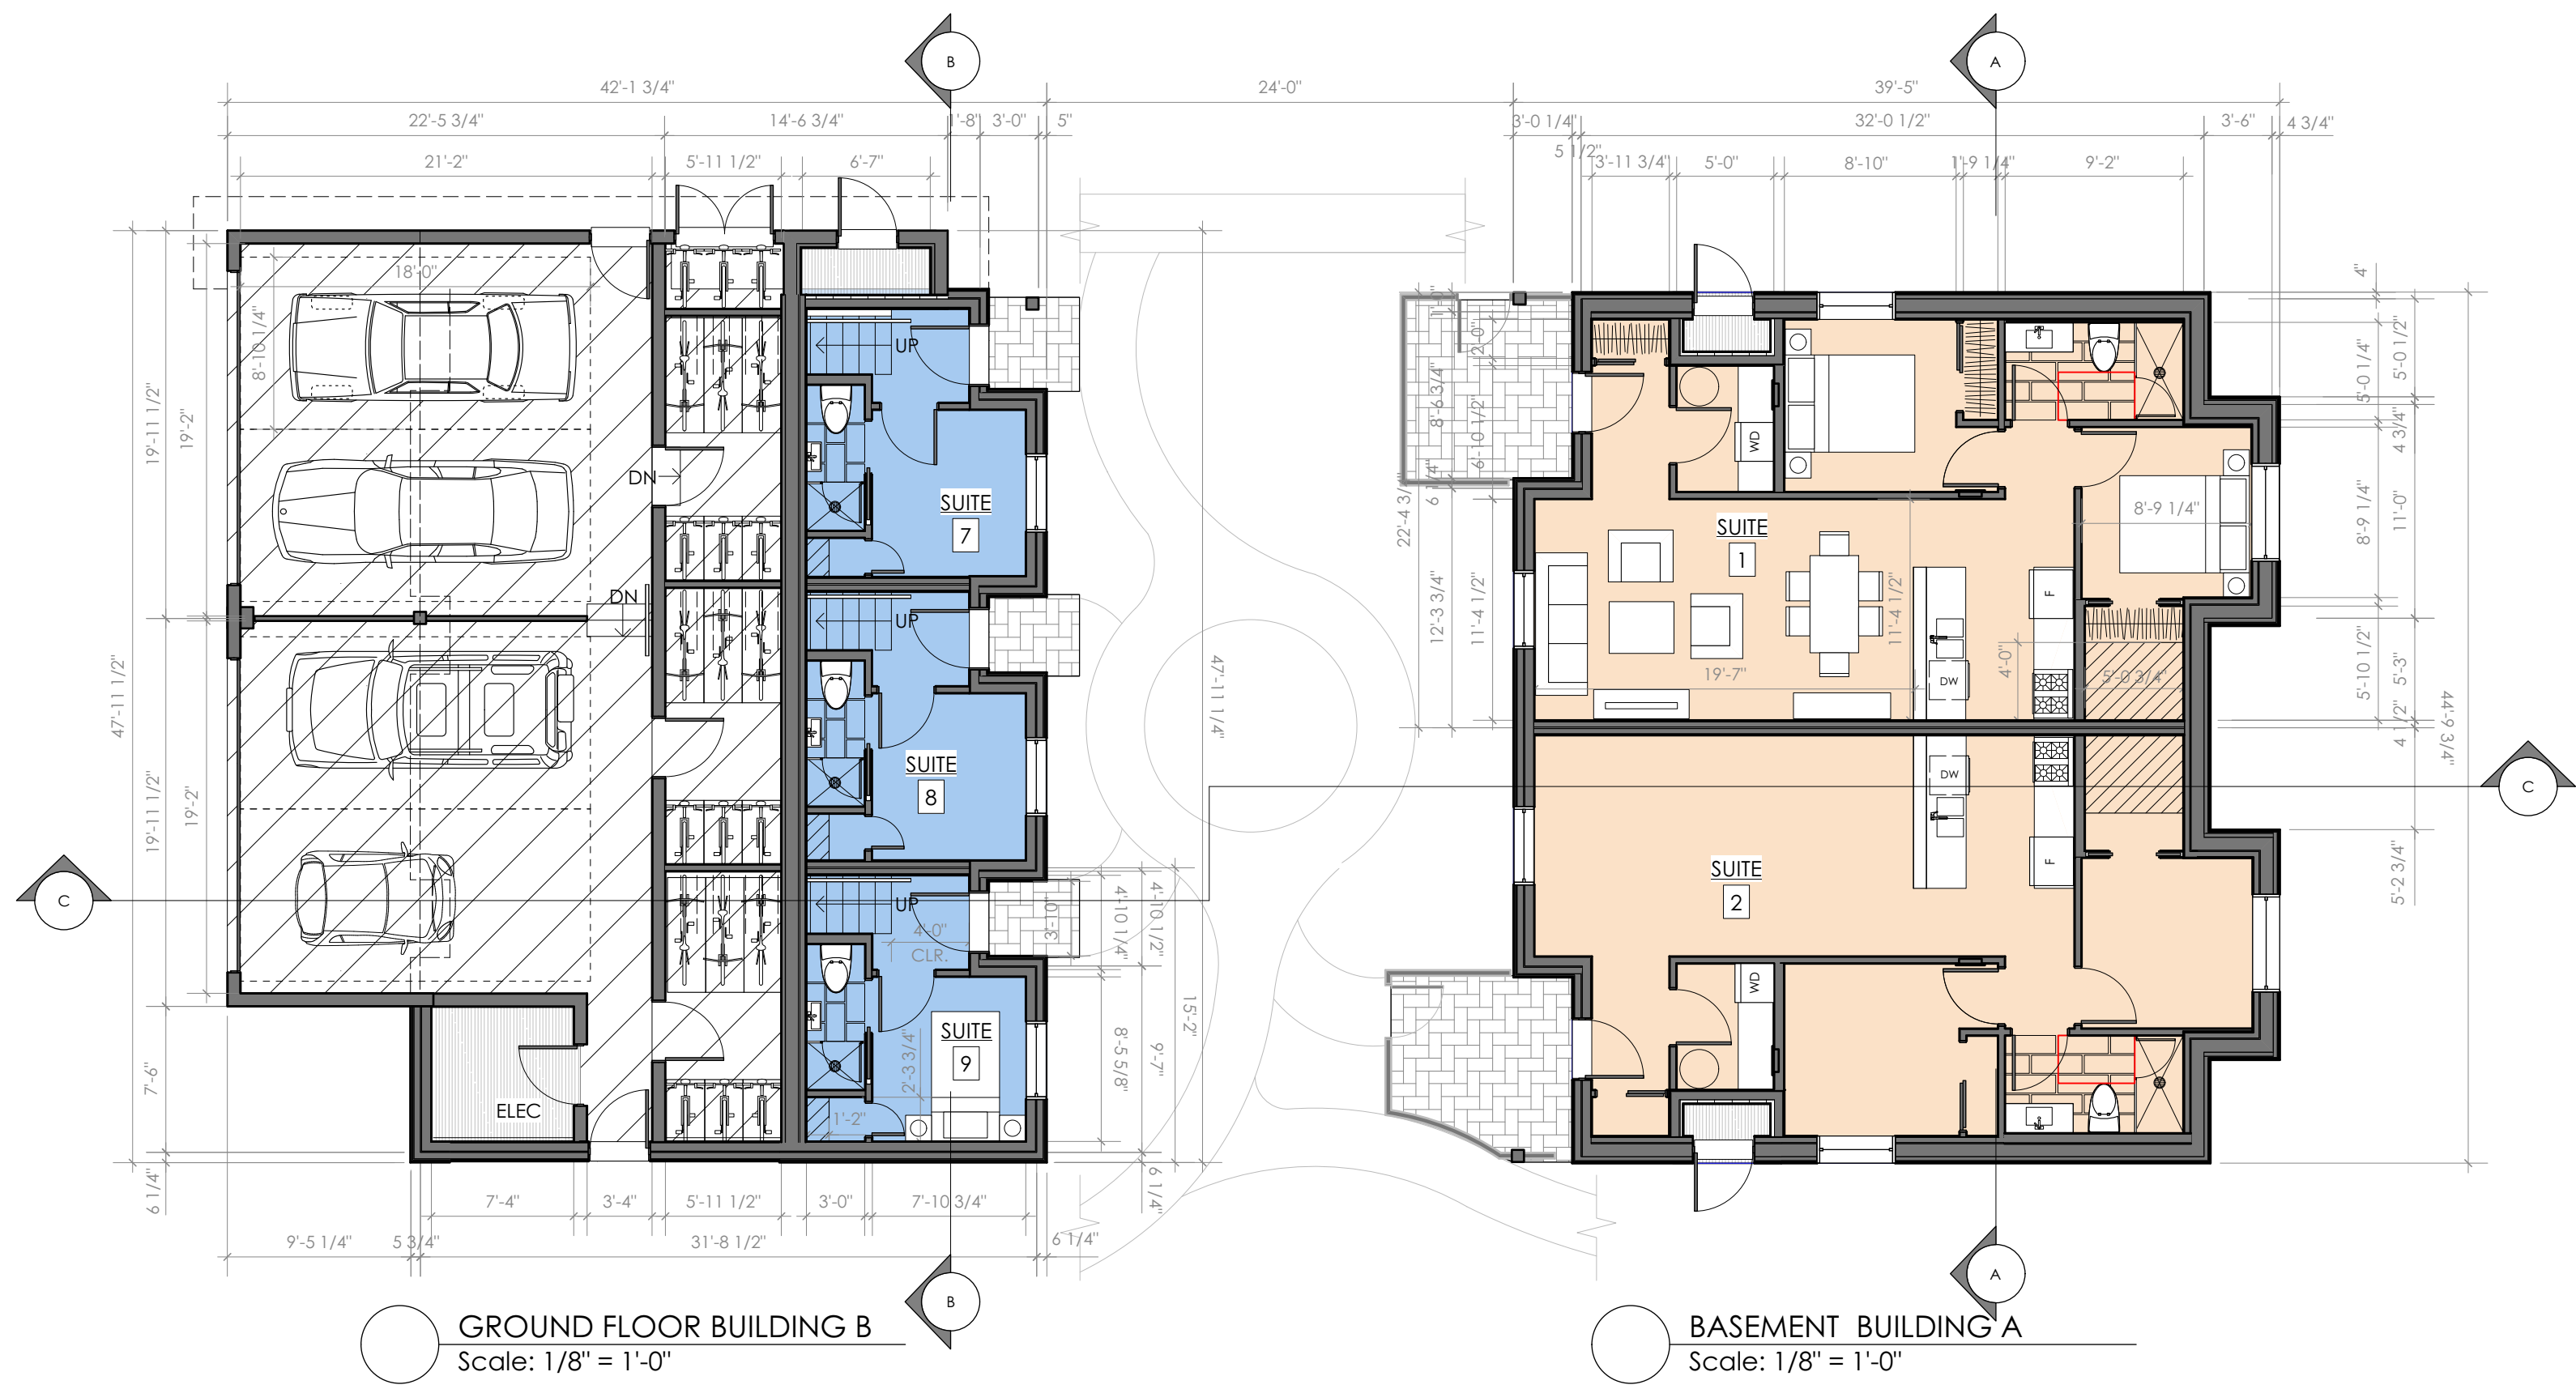 B
A
42'-1 3/4"
24'-0"
39'-5"
22'-5 3/4"
14'-6 3/4"
1'-8"
3'-0"
5"
3'-0 1/4"
32'-0 1/2"
3'-6"
4 3/4"
5 1/2"
21'-2"
5'-11 1/2"
6'-7"
3'-11 3/4"
5'-0"
8'-10"
1'-9 1/4"
9'-2"
18'-0"
8'-10 1/4"
19'-11 1/2"
19'-2"
47'-11 1/2"
19'-11 1/2"
19'-2"
7'-6"
6 1/4"
DN
DN
UP
SUITE
7
UP
SUITE
8
UP
4'-0"
CLR.
SUITE
9
2'-3 3/4"
1'-2"
ELEC
3'-10"
4'-10 1/4"
4'-10 1/2"
8'-5 5/8"
9'-7"
15'-2"
6 1/4"
47'-11 1/4"
2'-0"
8'-6 3/4"
6'-10 1/2"
6 1/4"
22'-4 3/4"
12'-3 3/4"
11'-4 1/2"
WD
SUITE
1
11'-4 1/2"
19'-7"
F
DW
4'-0"
8'-9 1/4"
5'-0 3/4"
DW
F
SUITE
2
WD
4"
5'-0 1/2"
5'-0 1/4"
4 3/4"
8'-9 1/4"
11'-0"
5'-10 1/2"
5'-3"
4 1/2"
44'-9 3/4"
5'-2 3/4"
C
C
7'-4"
3'-4"
5'-11 1/2"
3'-0"
7'-10 3/4"
9'-5 1/4"
5 3/4"
31'-8 1/2"
6 1/4"
B
A
GROUND FLOOR BUILDING B
Scale: 1/8" = 1'-0"
BASEMENT BUILDING A
Scale: 1/8" = 1'-0"